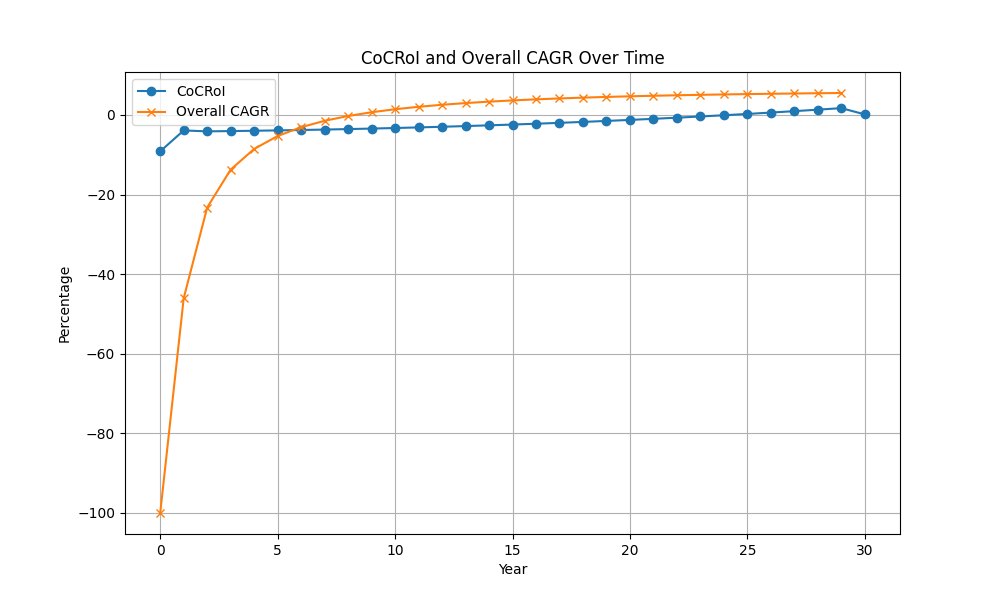 CoCRoI and Overall CAGR Over Time
CoCRoI
Overall CAGR
0
−20
−40
−60
−80
−100
Percentage
0 5 10 15 20 25 30
Year